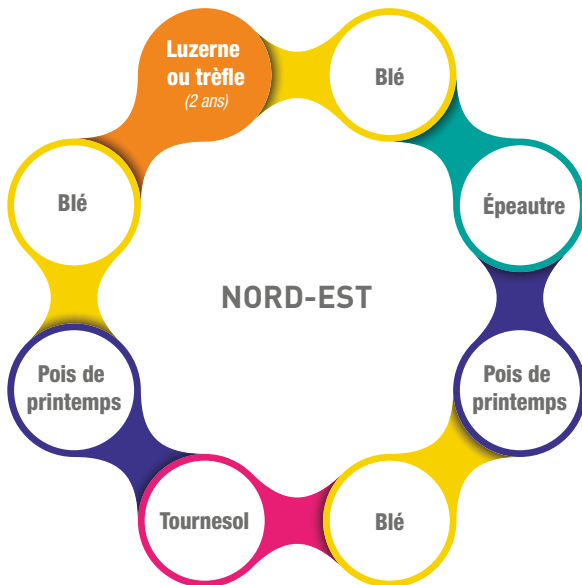 Luzerne
ou trèfle
(2 ans)
Blé
Épeautre
Pois de
printemps
Blé
Tournesol
Pois de
printemps
Blé
NORD-EST